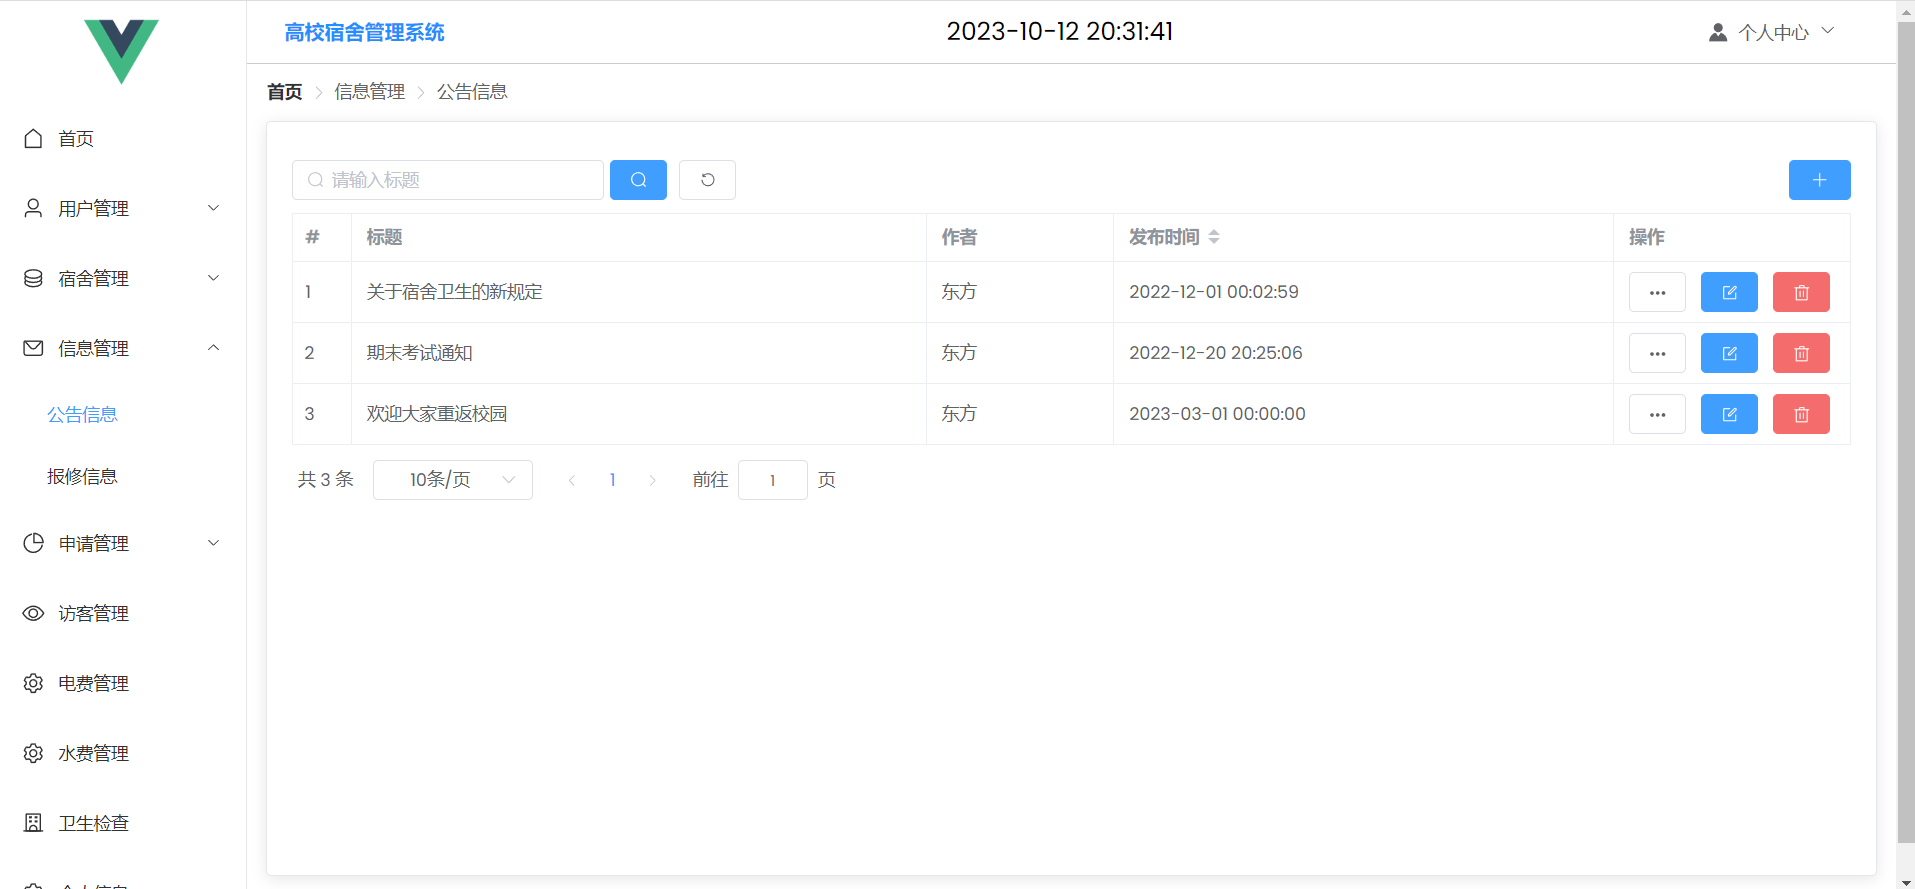 高校宿舍管理系统
2023-10-12 20:31:41
个人中心
首页
用户管理
宿舍管理
信息管理
公告信息
报修信息
申请管理
访客管理
电费管理
水费管理
卫生检查
个人信息
首页 信息管理 公告信息
请输入标题
# 标题 作者 发布时间 操作
1 关于宿舍卫生的新规定 东方 2022-12-01 00:02:59
2 期末考试通知 东方 2022-12-20 20:25:06
3 欢迎大家重返校园 东方 2023-03-01 00:00:00
共 3 条 10条/页 1 前往 1 页